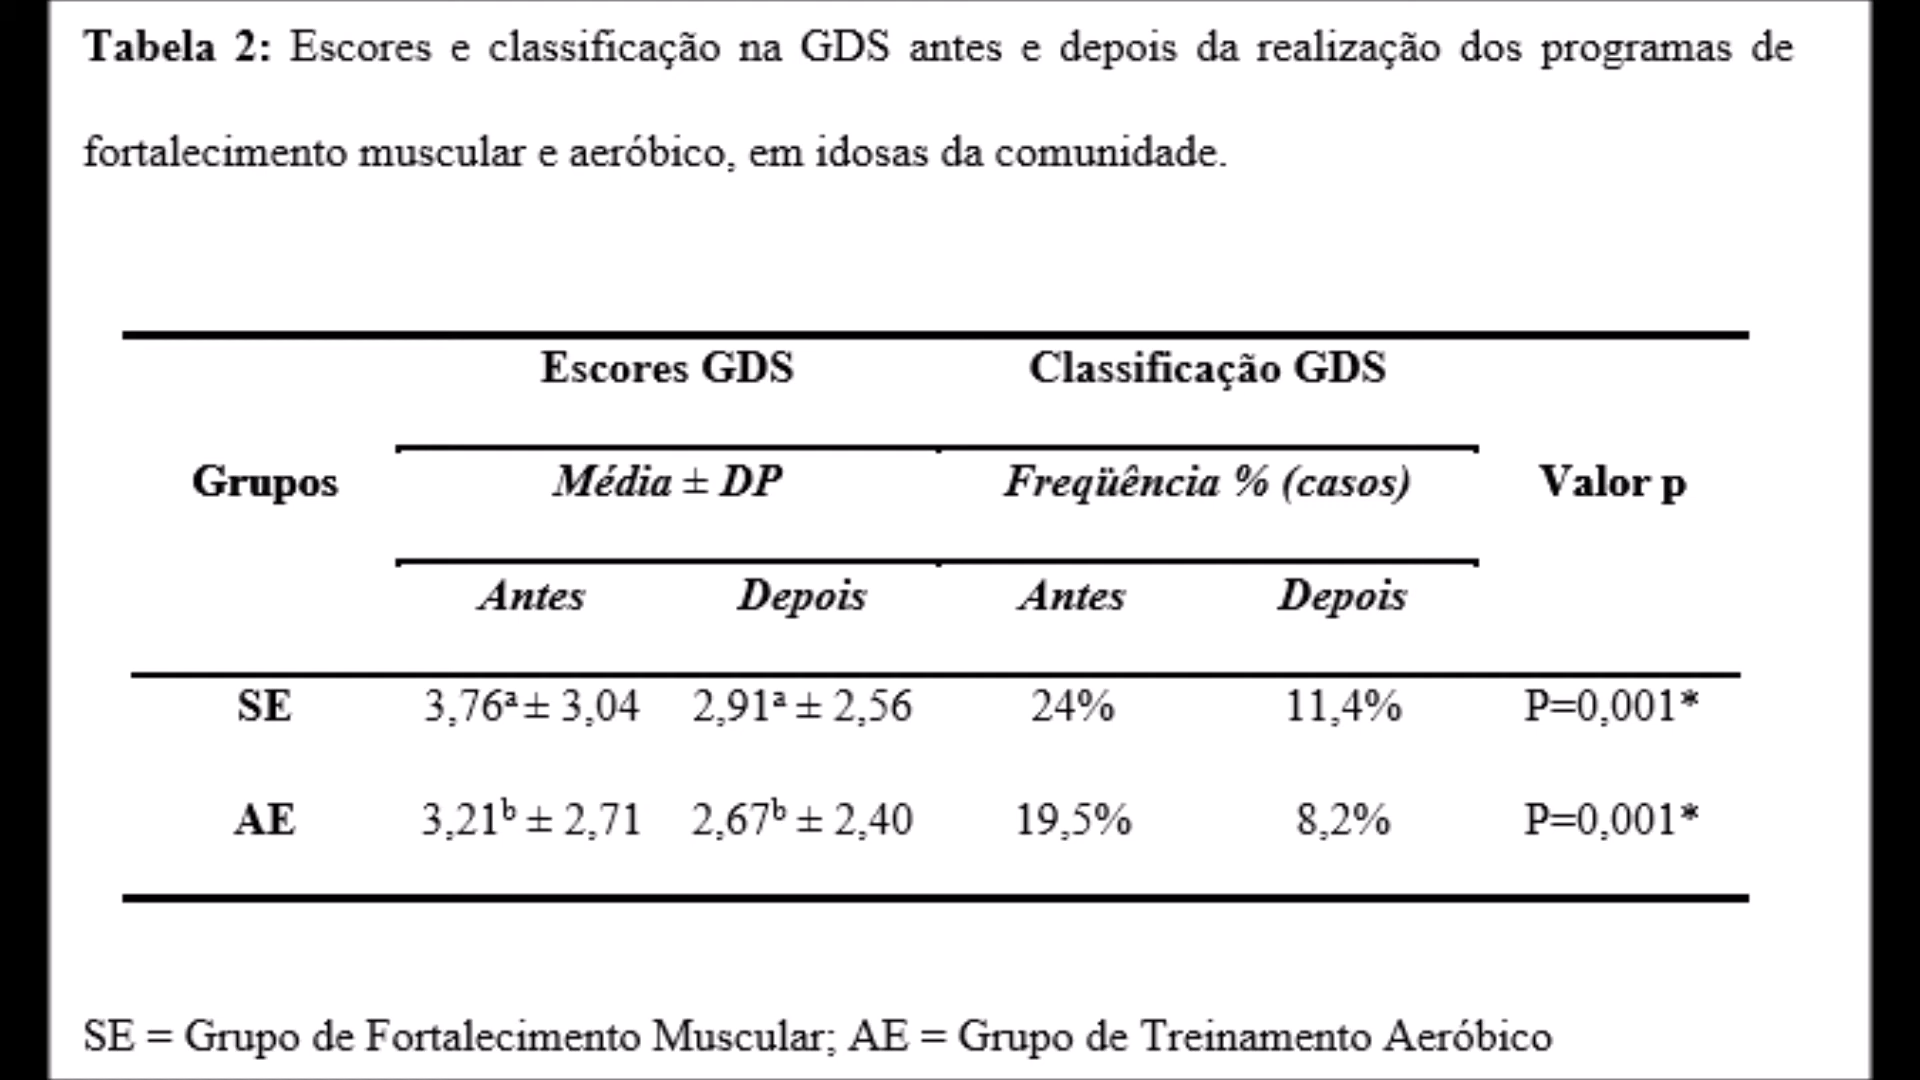 Tabela 2: Escores e classificação na GDS antes e depois da realização dos programas de
fortalecimento muscular e aeróbico, em idosas da comunidade.
Escores GDS Classificação GDS
Grupos Média ± DP Freqüência % (casos) Valor p
Antes Depois Antes Depois
SE 3,76ª ± 3,04 2,91ª ± 2,56 24% 11,4% P=0,001*
AE 3,21ᵇ ± 2,71 2,67ᵇ ± 2,40 19,5% 8,2% P=0,001*
SE = Grupo de Fortalecimento Muscular; AE = Grupo de Treinamento Aeróbico